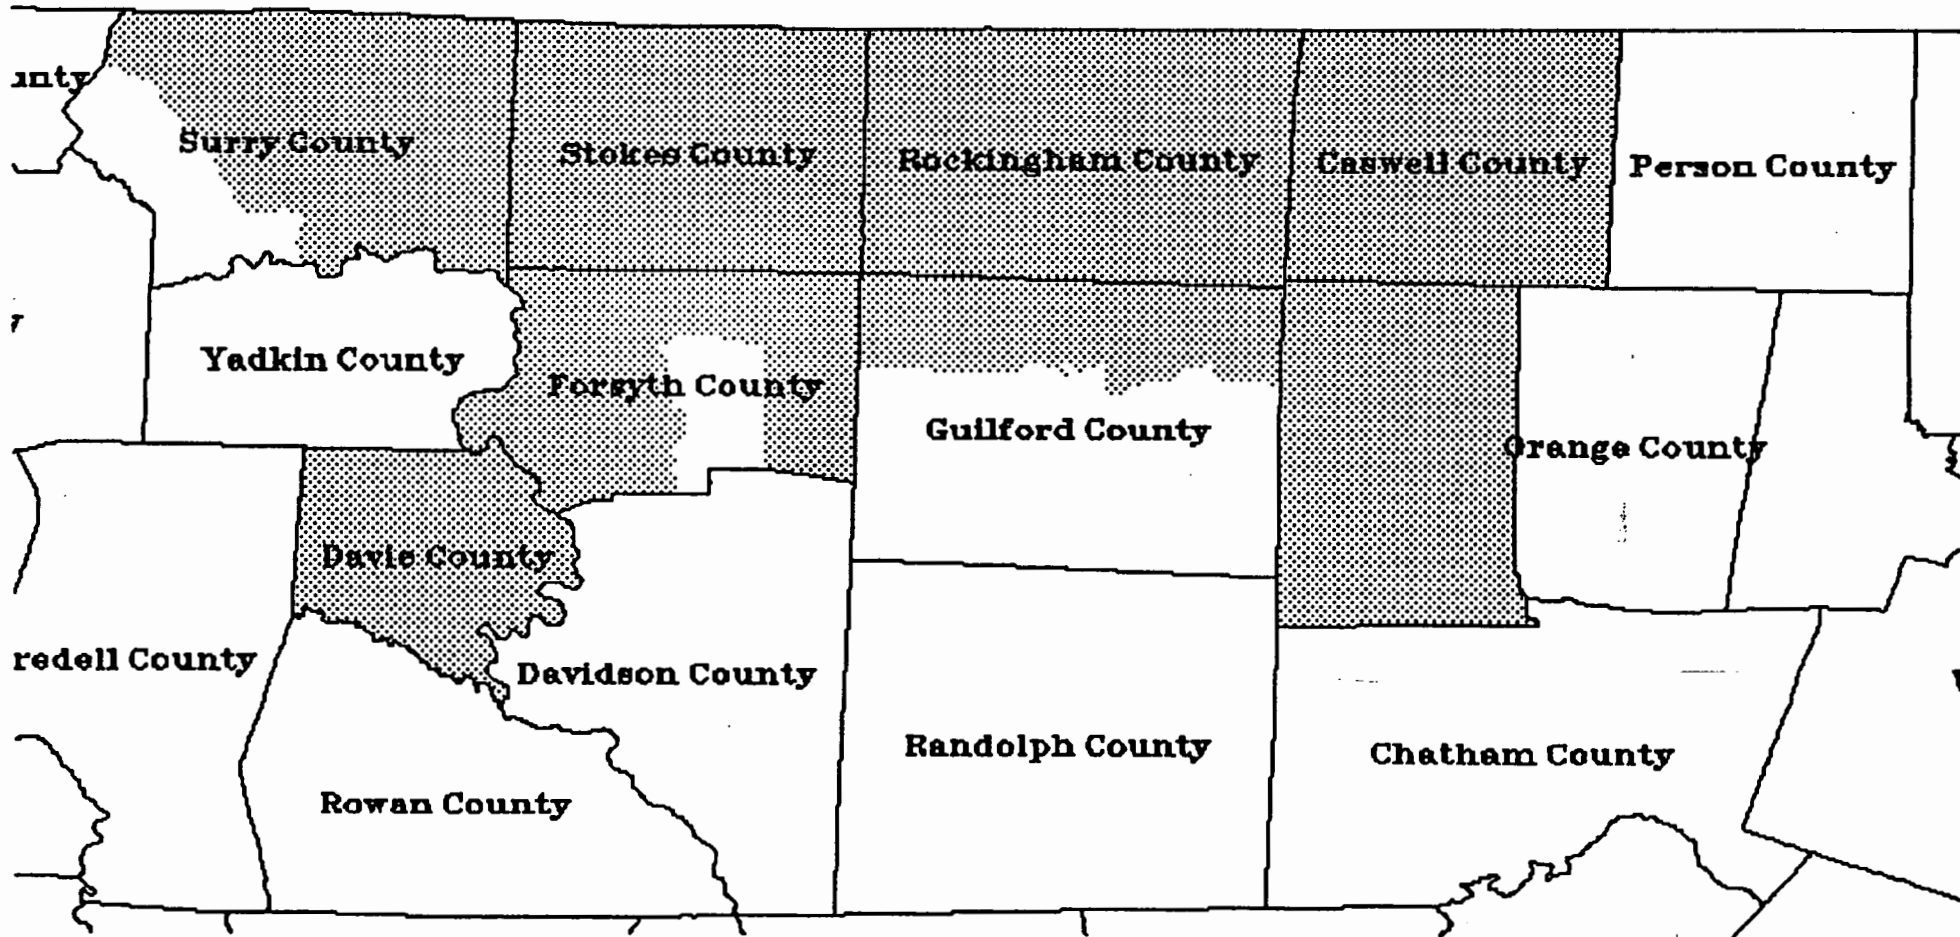 unty
Surry County
Stokes County
Rockingham County
Caswell County
Person County
Yadkin County
Forsyth County
Guilford County
Orange County
Davie County
redell County
Davidson County
Randolph County
Chatham County
Rowan County